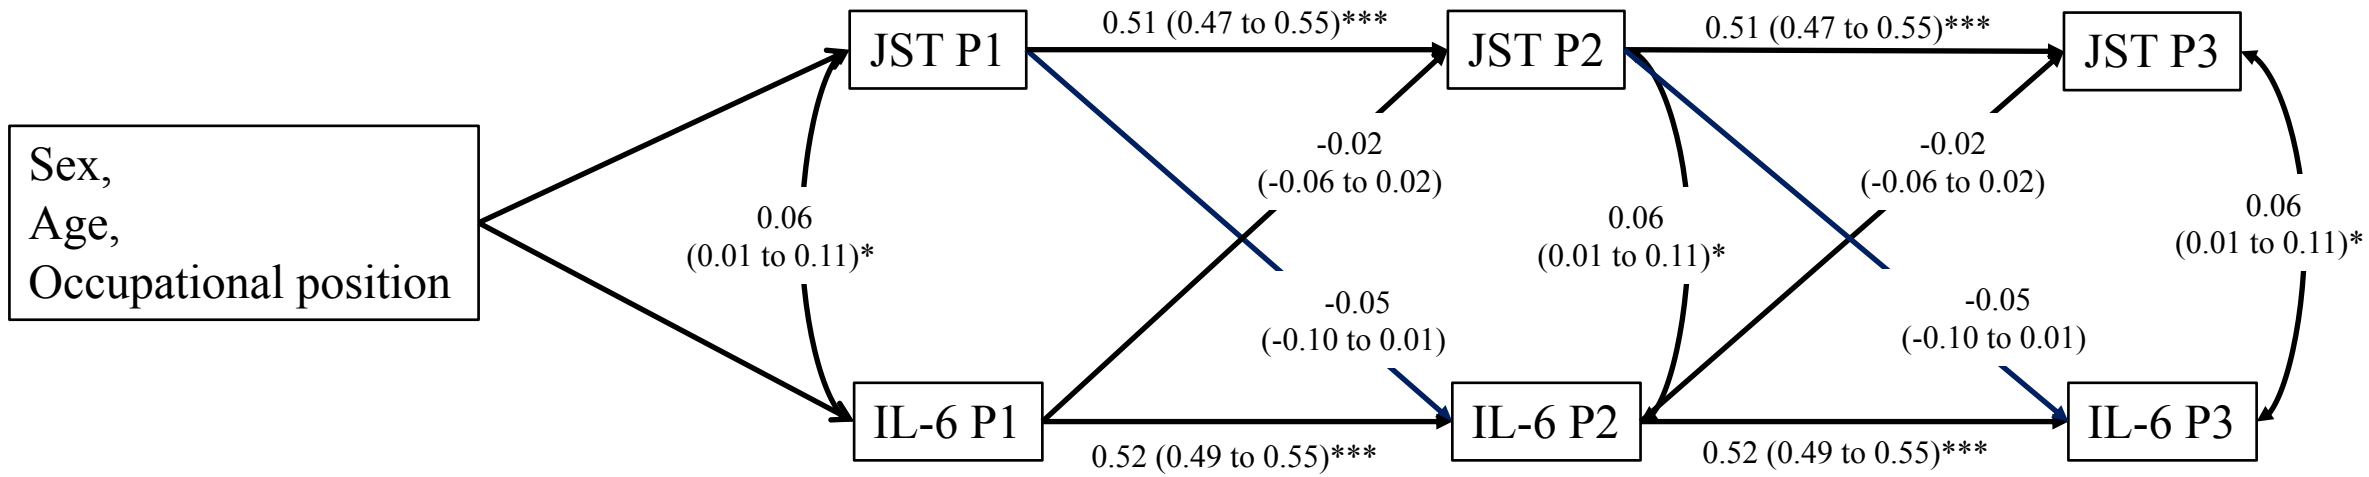 0.51 (0.47 to 0.55)***
0.51 (0.47 to 0.55)***
JST P1
JST P2
JST P3
Sex,
Age,
Occupational position
-0.02
(-0.06 to 0.02)
-0.02
(-0.06 to 0.02)
0.06
(0.01 to 0.11)*
0.06
(0.01 to 0.11)*
0.06
(0.01 to 0.11)*
-0.05
(-0.10 to 0.01)
-0.05
(-0.10 to 0.01)
IL-6 P1
IL-6 P2
IL-6 P3
0.52 (0.49 to 0.55)***
0.52 (0.49 to 0.55)***